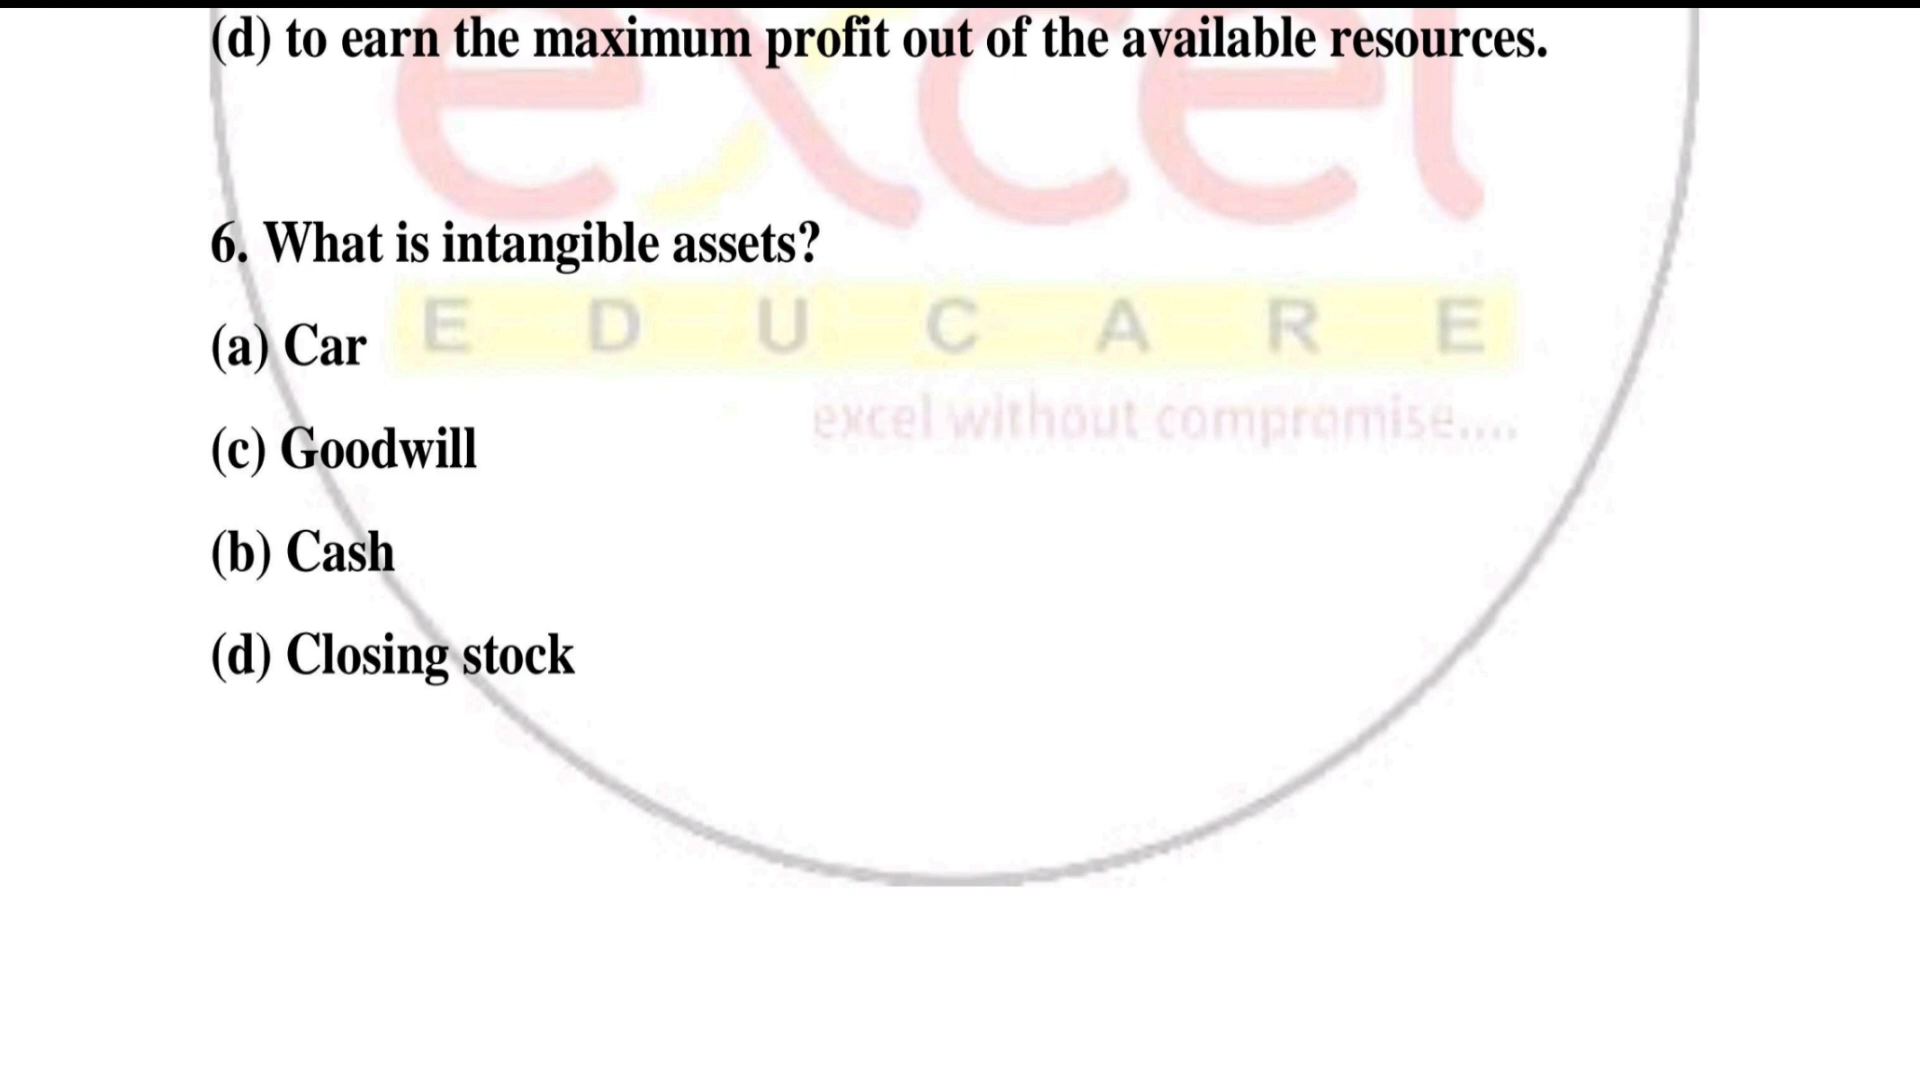 (d) to earn the maximum profit out of the available resources.
excel
6. What is intangible assets?
E D U C A R E
(a) Car
excel without compromise....
(c) Goodwill
(b) Cash
(d) Closing stock